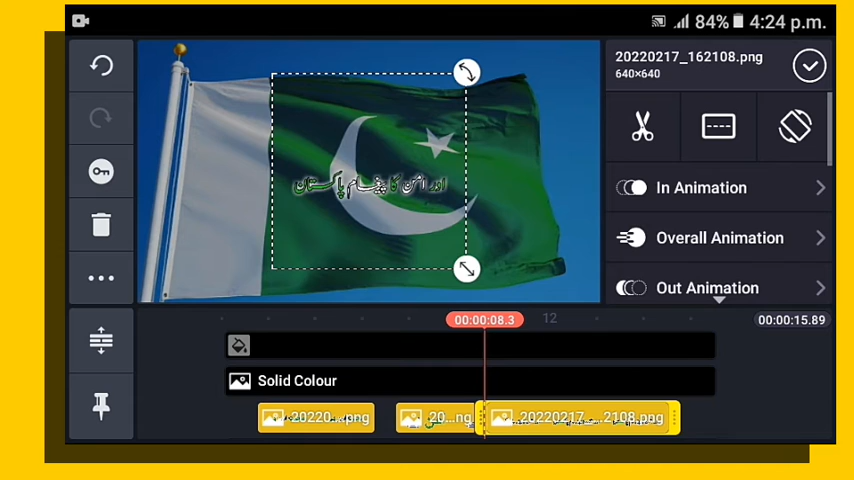 84% 4:24 p.m.
20220217_162108.png
640×640
In Animation
Overall Animation
Out Animation
اور امن کا پیغام پاکستان
00:00:08.3
12
00:00:15.89
Solid Colour
20220...png
20...ng
20220217...2108.png